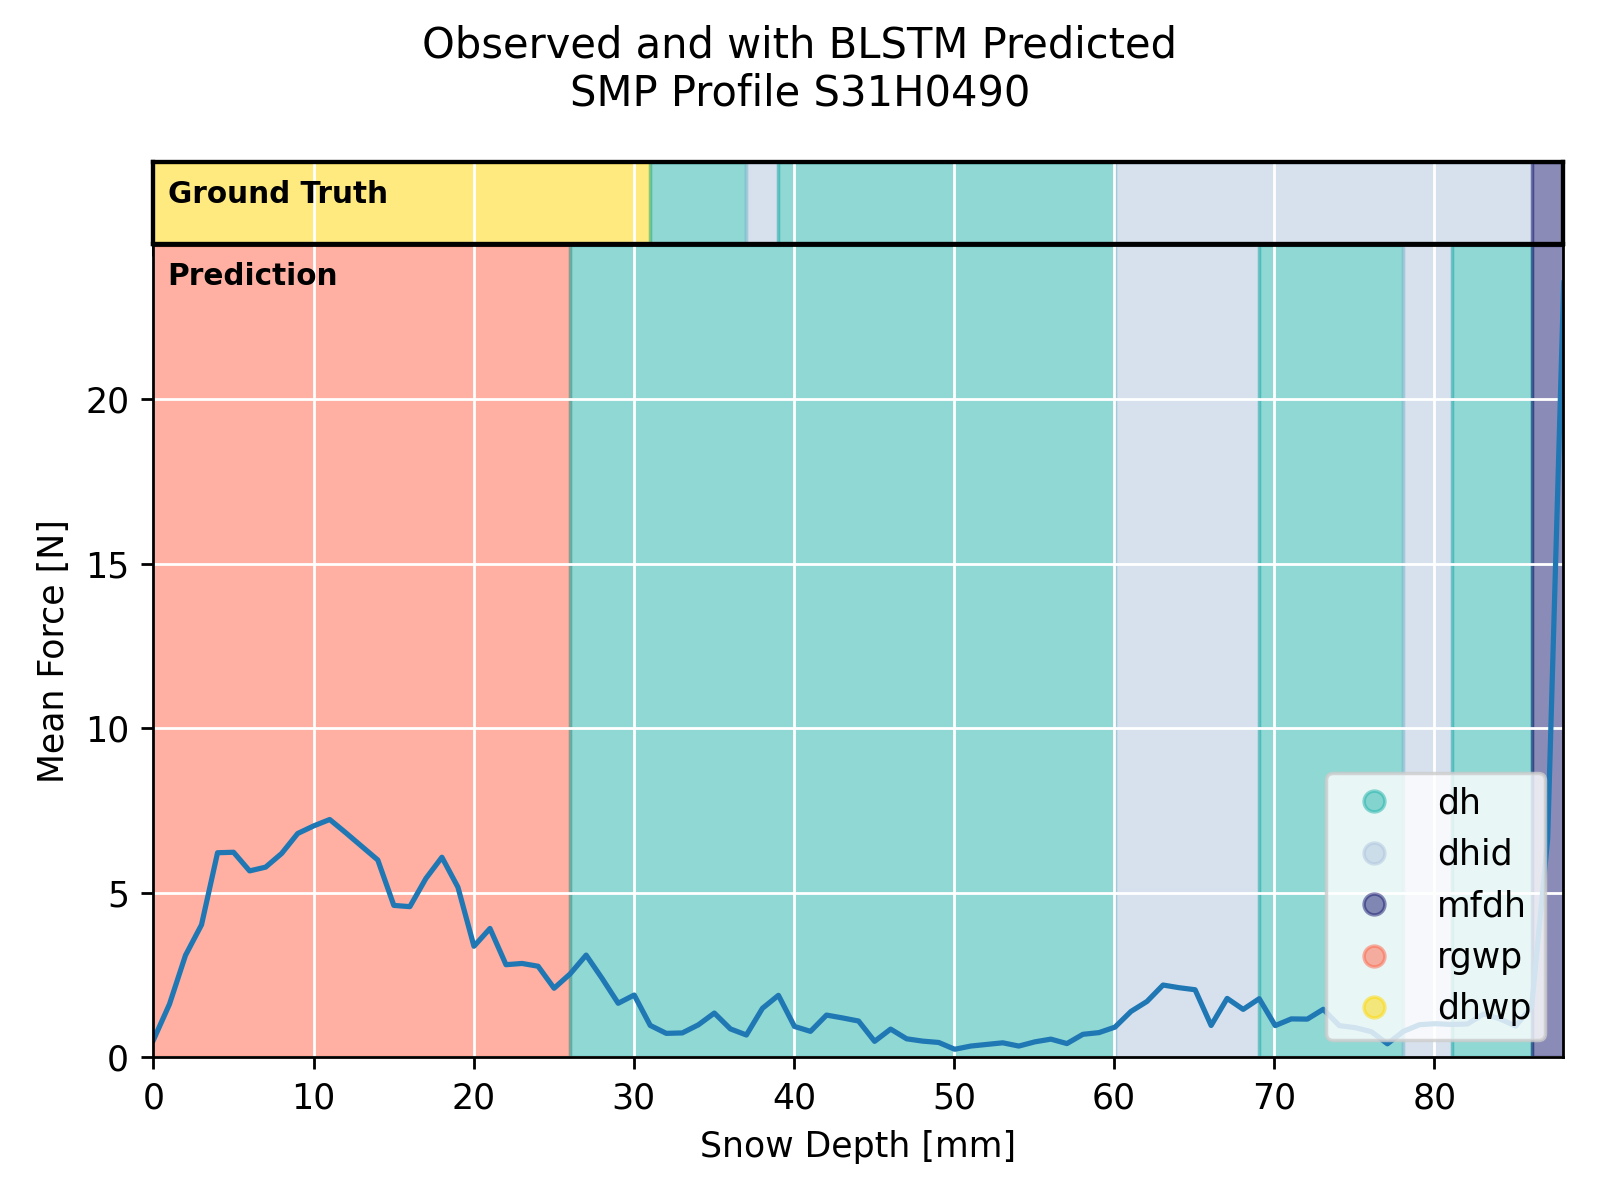 Observed and with BLSTM Predicted
SMP Profile S31H0490
Ground Truth
Prediction
20
15
10
5
0
Mean Force [N]
dh
dhid
mfdh
rgwp
dhwp
0 10 20 30 40 50 60 70 80
Snow Depth [mm]